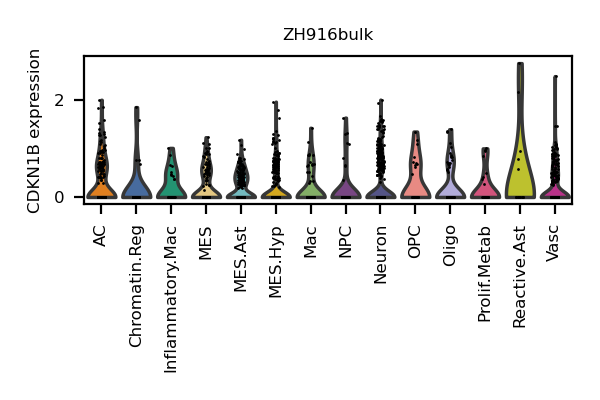 ZH916bulk
CDKN1B expression
2
0
AC
Chromatin.Reg
Inflammatory.Mac
MES
MES.Ast
MES.Hyp
Mac
NPC
Neuron
OPC
Oligo
Prolif.Metab
Reactive.Ast
Vasc